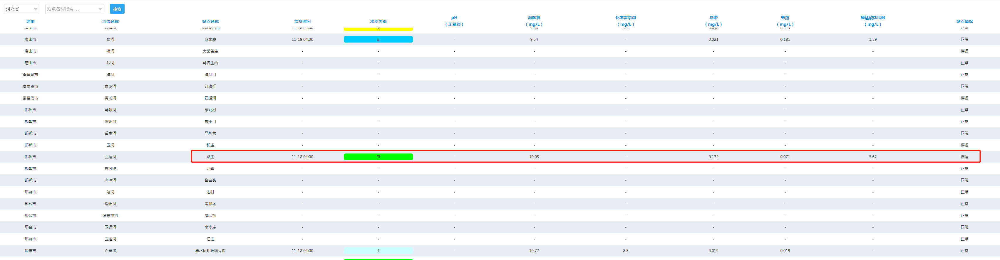 河北省 站点名称搜索... 搜索
地市 河流名称 站点名称 监测时间 水质类别 pH（无量纲） 溶解氧（mg/L） 化学需氧量（mg/L） 总磷（mg/L） 氨氮（mg/L） 高锰酸盐指数（mg/L） 站点情况
唐山市 双城河 11-18 04:00 IV - 4.80 15.4 0.098 0.514 - 正常
唐山市 黎河 麻家庵 11-18 04:00 II - 9.54 - 0.021 0.181 1.59 正常
唐山市 淋河 大岳各庄 - - - - - - - - 停运
唐山市 沙河 马各庄西 - - - - - - - - 正常
秦皇岛市 洋河 洋河口 - - - - - - - - 正常
秦皇岛市 青龙河 红旗杆 - - - - - - - - 正常
秦皇岛市 青龙河 四道河 - - - - - - - - 停运
邯郸市 马颊河 冢北村 - - - - - - - - 正常
邯郸市 滏阳河 东于口 - - - - - - - - 正常
邯郸市 留垒河 马坊营 - - - - - - - - 正常
邯郸市 卫河 和庄 - - - - - - - - 停运
邯郸市 卫运河 路庄 11-18 04:00 III - 10.05 - 0.172 0.071 5.62 停运
邯郸市 东风渠 北善 - - - - - - - - 正常
邯郸市 老漳河 窑自头 - - - - - - - - 正常
邢台市 洨河 边村 - - - - - - - - 正常
邢台市 滏阳河 南顾城 - - - - - - - - 正常
邢台市 滏东排河 城后桥 - - - - - - - - 正常
邢台市 卫运河 南李庄 - - - - - - - - 正常
邢台市 卫运河 汪江 - - - - - - - - 正常
保定市 百草沟 清水河朝阳南大街 11-18 04:00 I - 10.77 8.5 0.019 0.019 - 正常